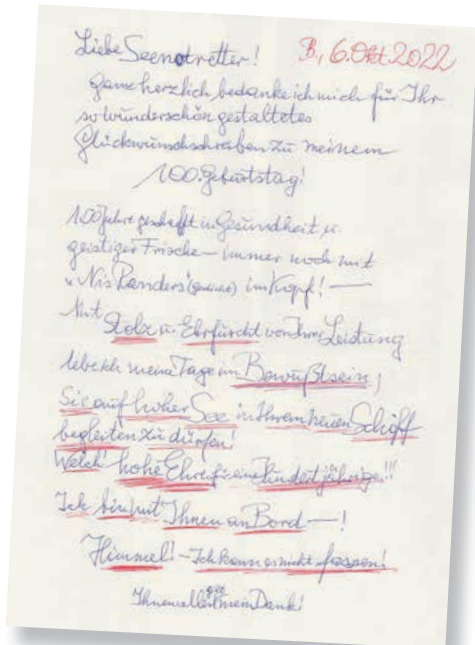 Liebe Seenotretter! B., 6. Okt. 2022
ganz herzlich bedanke ich mich für Ihr
so wunderschön gestaltetes
Glückwunschschreiben zu meinem
100. Geburtstag!
100 Jahre geschafft in Gesundheit u.
geistiger Frische – immer noch mit
"Nis Randers" im Kopf! —
Mit Stolz u. Ehrfurcht von Ihrer Leistung
lebe ich meine Tage im Bewußtsein,
Sie auf hoher See in Ihrem neuen Schiff
begleiten zu dürfen!
Welch' hohe Ehre für eine Hundertjährige!!!
Ich bin mit Ihnen an Bord —!
Himmel! – Ich kann es nicht fassen!
Ihnen allen mein Dank!